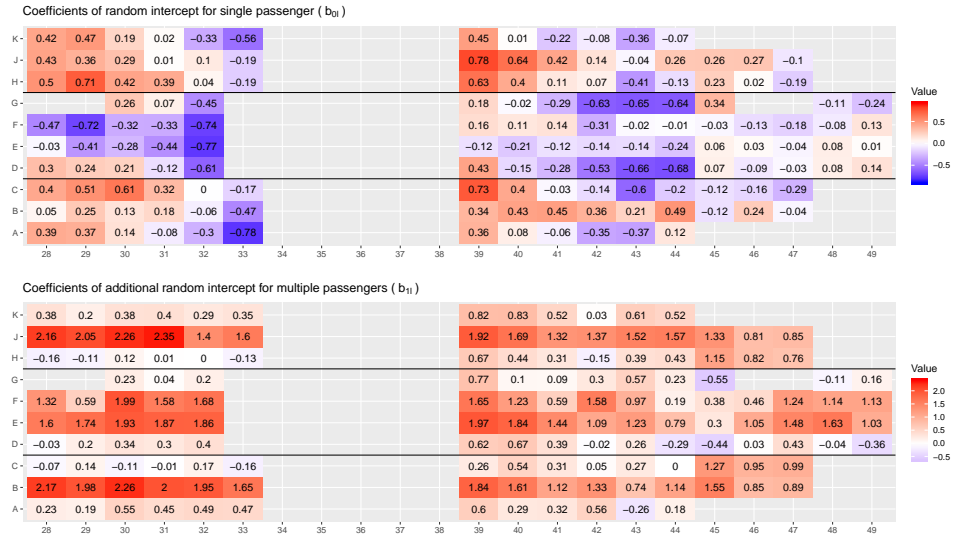 Coefficients of random intercept for single passenger ( b0l )
K 0.42 0.47 0.19 0.02 −0.33 −0.56 0.45 0.01 −0.22 −0.08 −0.36 −0.07
J 0.43 0.36 0.29 0.01 0.1 −0.19 0.78 0.64 0.42 0.14 −0.04 0.26 0.26 0.27 −0.1
H 0.5 0.71 0.42 0.39 0.04 −0.19 0.63 0.4 0.11 0.07 −0.41 −0.13 0.23 0.02 −0.19
G 0.26 0.07 −0.45 0.18 −0.02 −0.29 −0.63 −0.65 −0.64 0.34 −0.11 −0.24
F −0.47 −0.72 −0.32 −0.33 −0.74 0.16 0.11 0.14 −0.31 −0.02 −0.01 −0.03 −0.13 −0.18 −0.08 0.13
E −0.03 −0.41 −0.28 −0.44 −0.77 −0.12 −0.21 −0.12 −0.14 −0.14 −0.24 0.06 0.03 −0.04 0.08 0.01
D 0.3 0.24 0.21 −0.12 −0.61 0.43 −0.15 −0.28 −0.53 −0.66 −0.68 0.07 −0.09 −0.03 0.08 0.14
C 0.4 0.51 0.61 0.32 0 −0.17 0.73 0.4 −0.03 −0.14 −0.6 −0.2 −0.12 −0.16 −0.29
B 0.05 0.25 0.13 0.18 −0.06 −0.47 0.34 0.43 0.45 0.36 0.21 0.49 −0.12 0.24 −0.04
A 0.39 0.37 0.14 −0.08 −0.3 −0.78 0.36 0.08 −0.06 −0.35 −0.37 0.12
28 29 30 31 32 33 34 35 36 37 38 39 40 41 42 43 44 45 46 47 48 49
Value
0.5
0.0
−0.5
Coefficients of additional random intercept for multiple passengers ( b1l )
K 0.38 0.2 0.38 0.4 0.29 0.35 0.82 0.83 0.52 0.03 0.61 0.52
J 2.16 2.05 2.26 2.35 1.4 1.6 1.92 1.69 1.32 1.37 1.52 1.57 1.33 0.81 0.85
H −0.16 −0.11 0.12 0.01 0 −0.13 0.67 0.44 0.31 −0.15 0.39 0.43 1.15 0.82 0.76
G 0.23 0.04 0.2 0.77 0.1 0.09 0.3 0.57 0.23 −0.55 −0.11 0.16
F 1.32 0.59 1.99 1.58 1.68 1.65 1.23 0.59 1.58 0.97 0.19 0.38 0.46 1.24 1.14 1.13
E 1.6 1.74 1.93 1.87 1.86 1.97 1.84 1.44 1.09 1.23 0.79 0.3 1.05 1.48 1.63 1.03
D −0.03 0.2 0.34 0.3 0.4 0.62 0.67 0.39 −0.02 0.26 −0.29 −0.44 0.03 0.43 −0.04 −0.36
C −0.07 0.14 −0.11 −0.01 0.17 −0.16 0.26 0.54 0.31 0.05 0.27 0 1.27 0.95 0.99
B 2.17 1.98 2.26 2 1.95 1.65 1.84 1.61 1.12 1.33 0.74 1.14 1.55 0.85 0.89
A 0.23 0.19 0.55 0.45 0.49 0.47 0.6 0.29 0.32 0.56 −0.26 0.18
28 29 30 31 32 33 34 35 36 37 38 39 40 41 42 43 44 45 46 47 48 49
Value
2.0
1.5
1.0
0.5
0.0
−0.5